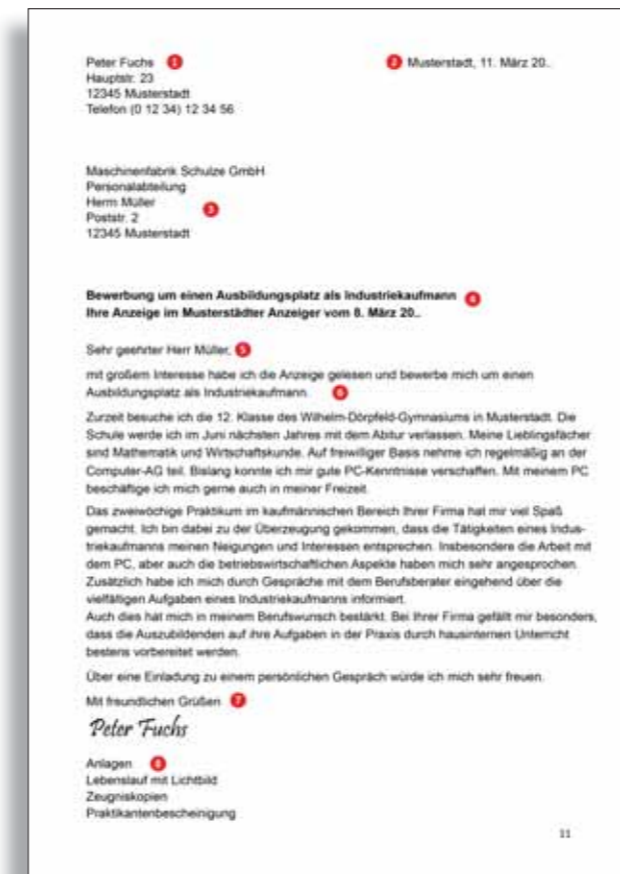 Peter Fuchs 1
2 Musterstadt, 11. März 20..
Hauptstr. 23
12345 Musterstadt
Telefon (0 12 34) 12 34 56
Maschinenfabrik Schulze GmbH
Personalabteilung
Herrn Müller
3
Poststr. 2
12345 Musterstadt
Bewerbung um einen Ausbildungsplatz als Industriekaufmann 4
Ihre Anzeige im Musterstädter Anzeiger vom 8. März 20..
Sehr geehrter Herr Müller, 5
mit großem Interesse habe ich die Anzeige gelesen und bewerbe mich um einen
Ausbildungsplatz als Industriekaufmann. 6
Zurzeit besuche ich die 12. Klasse des Wilhelm-Dörpfeld-Gymnasiums in Musterstadt. Die
Schule werde ich im Juni nächsten Jahres mit dem Abitur verlassen. Meine Lieblingsfächer
sind Mathematik und Wirtschaftskunde. Auf freiwilliger Basis nehme ich regelmäßig an der
Computer-AG teil. Bislang konnte ich mir gute PC-Kenntnisse verschaffen. Mit meinem PC
beschäftige ich mich gerne auch in meiner Freizeit.
Das zweiwöchige Praktikum im kaufmännischen Bereich Ihrer Firma hat mir viel Spaß
gemacht. Ich bin dabei zu der Überzeugung gekommen, dass die Tätigkeiten eines Indus-
triekaufmanns meinen Neigungen und Interessen entsprechen. Insbesondere die Arbeit mit
dem PC, aber auch die betriebswirtschaftlichen Aspekte haben mich sehr angesprochen.
Zusätzlich habe ich mich durch Gespräche mit dem Berufsberater eingehend über die
vielfältigen Aufgaben eines Industriekaufmanns informiert.
Auch dies hat mich in meinem Berufswunsch bestärkt. Bei Ihrer Firma gefällt mir besonders,
dass die Auszubildenden auf ihre Aufgaben in der Praxis durch hausinternen Unterricht
bestens vorbereitet werden.
Über eine Einladung zu einem persönlichen Gespräch würde ich mich sehr freuen.
Mit freundlichen Grüßen 7
Peter Fuchs
Anlagen 8
Lebenslauf mit Lichtbild
Zeugniskopien
Praktikantenbescheinigung
11